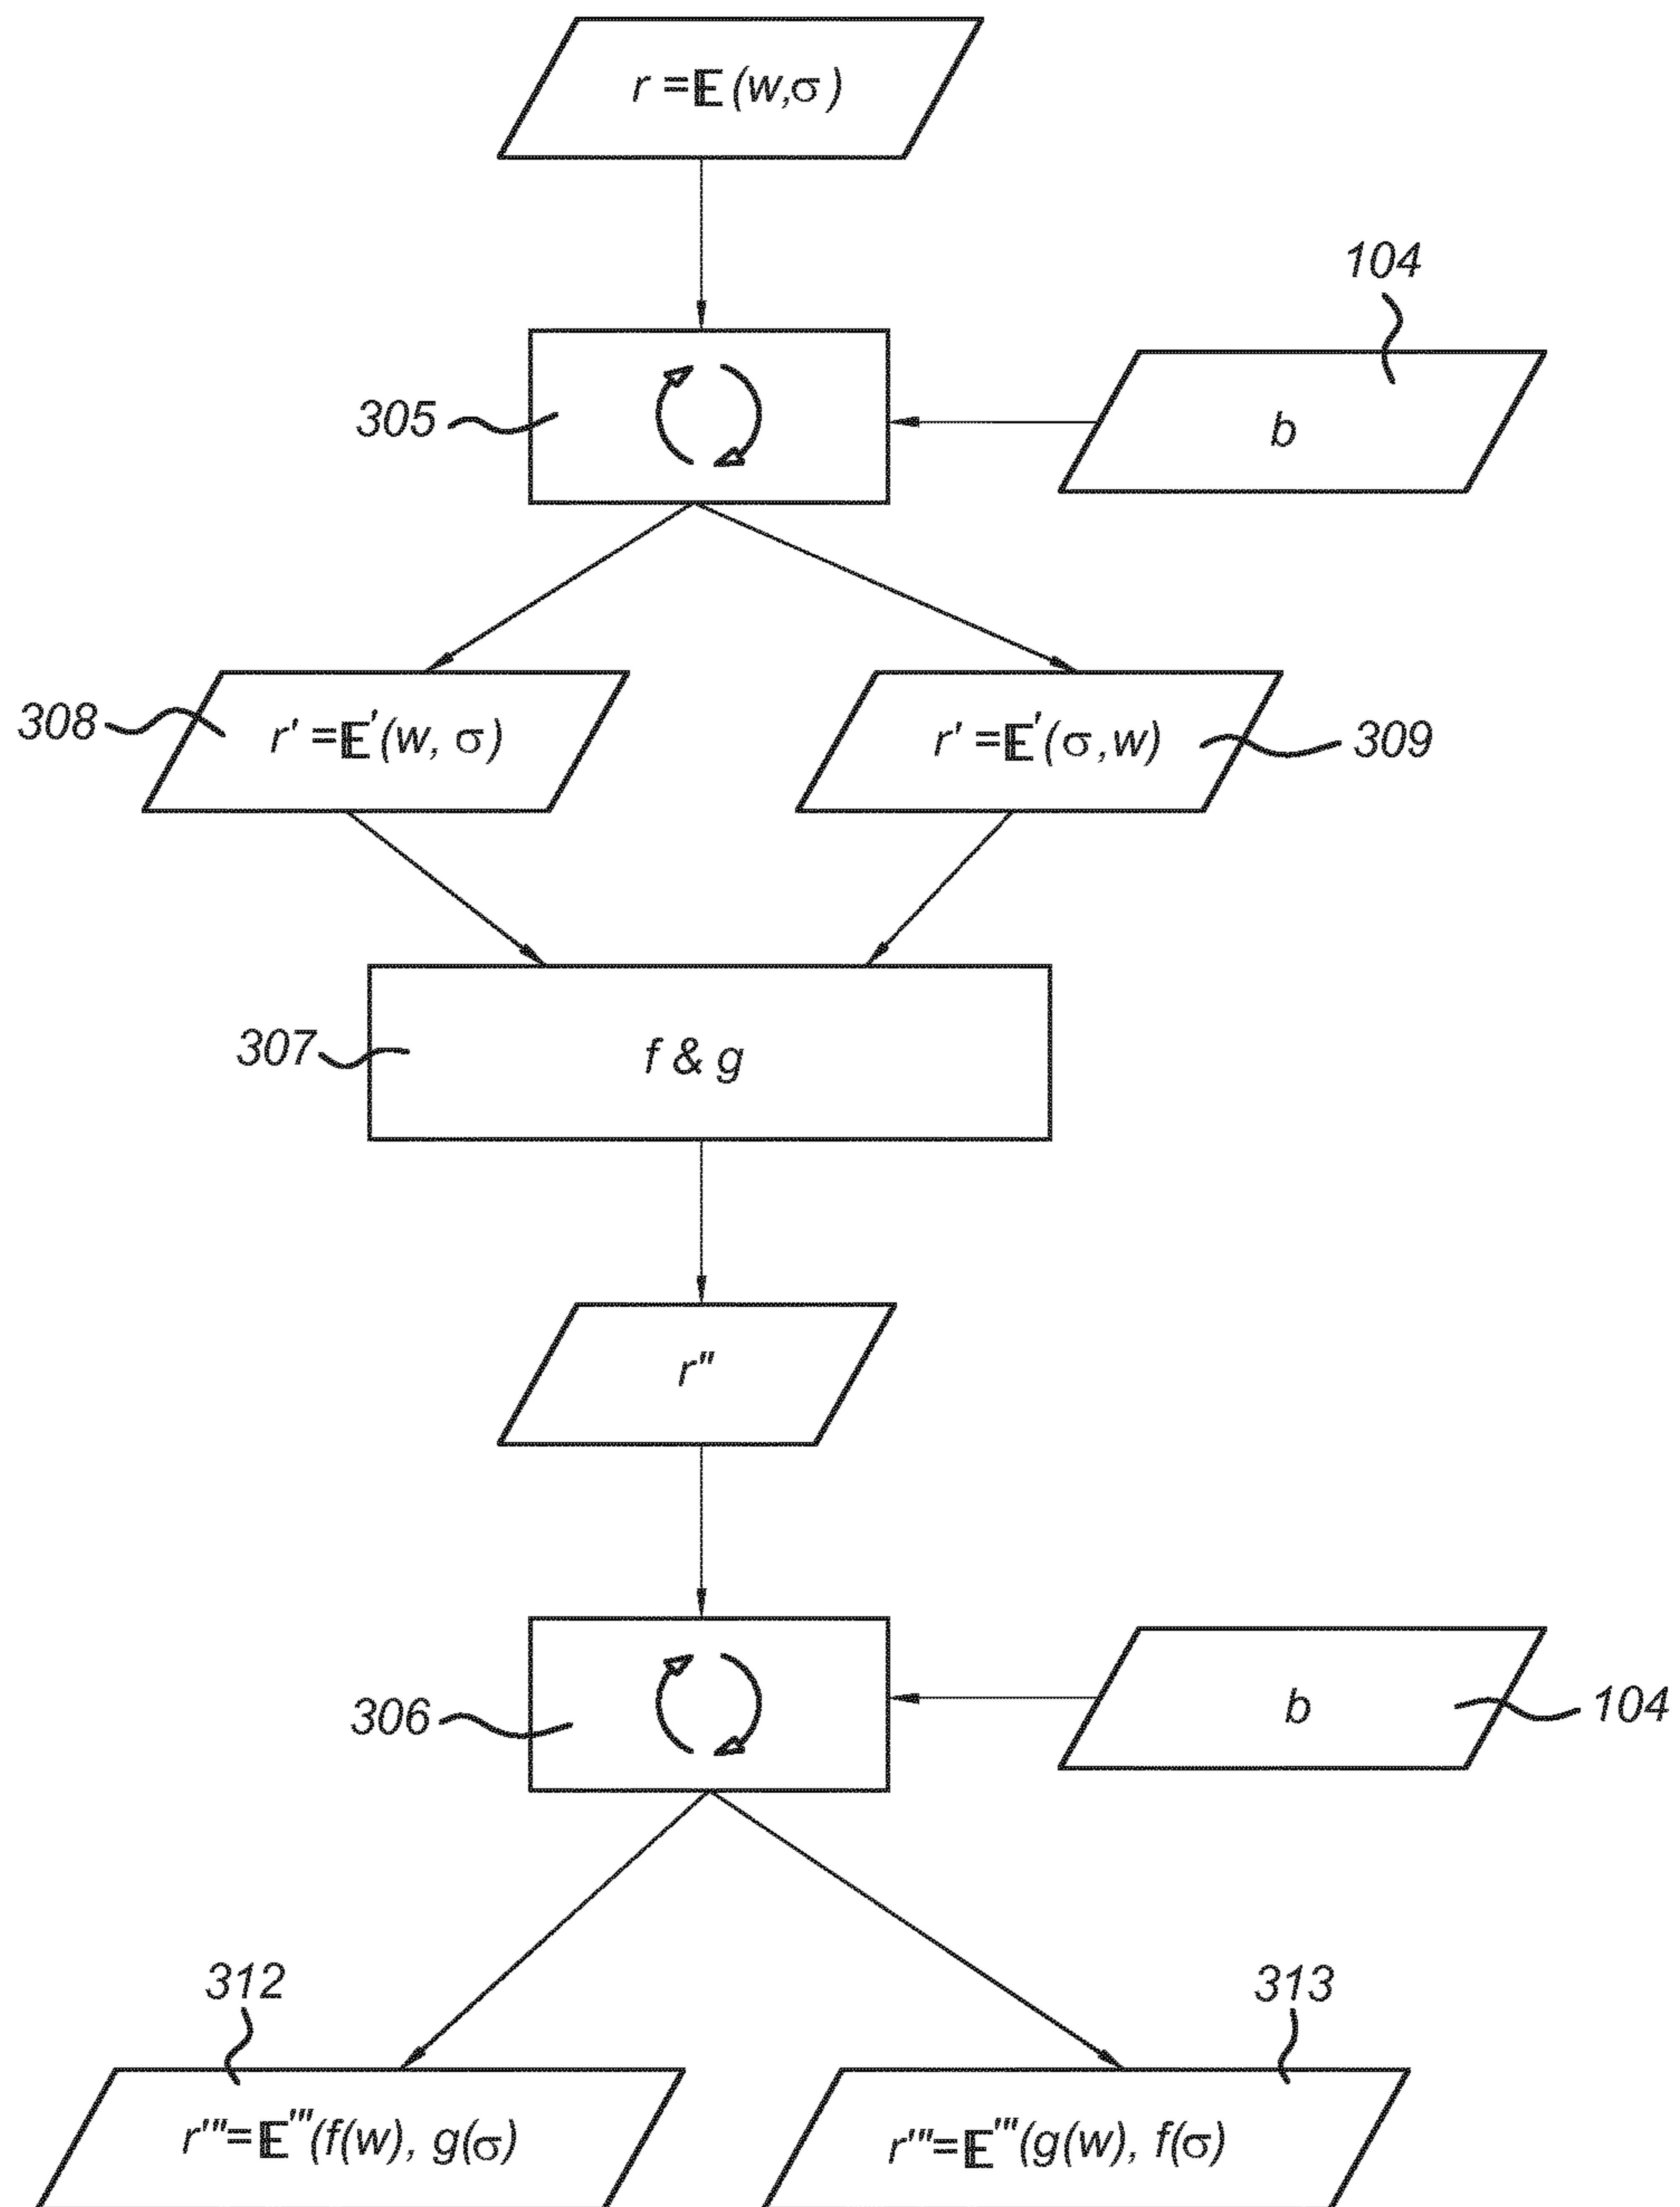 r = 𝔼 (w,σ)
104
305
b
308
r' = 𝔼'(w, σ)
r' = 𝔼'(σ, w)
309
307
f & g
r"
306
b
104
312
313
r''' = 𝔼'''(f(w), g(σ)
r''' = 𝔼'''(g(w), f(σ)